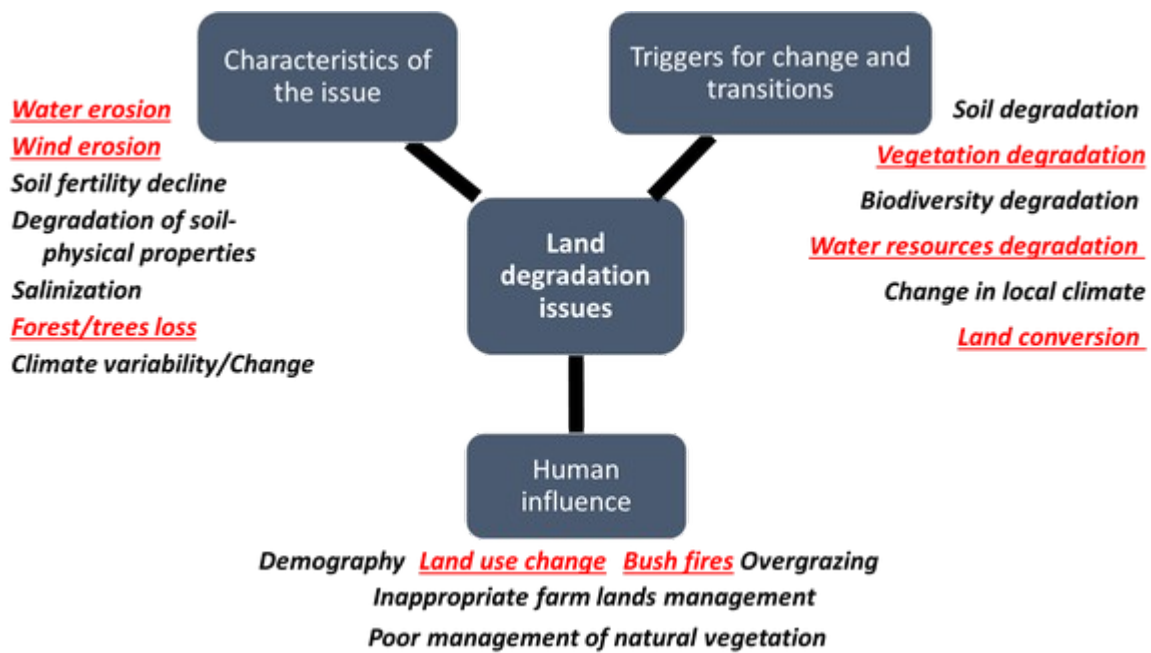 Characteristics of
the issue
Water erosion
Wind erosion
Soil fertility decline
Degradation of soil-
physical properties
Salinization
Forest/trees loss
Climate variability/Change
Triggers for change and
transitions
Soil degradation
Vegetation degradation
Biodiversity degradation
Water resources degradation
Change in local climate
Land conversion
Land
degradation
issues
Human
influence
Demography Land use change Bush fires Overgrazing
Inappropriate farm lands management
Poor management of natural vegetation